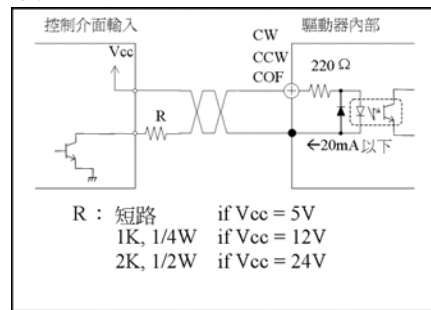 控制介面輸入
驅動器內部
Vcc
CW
CCW
COF
220 Ω
R
←20mA 以下
R： 短路 if Vcc = 5V
1K, 1/4W if Vcc = 12V
2K, 1/2W if Vcc = 24V